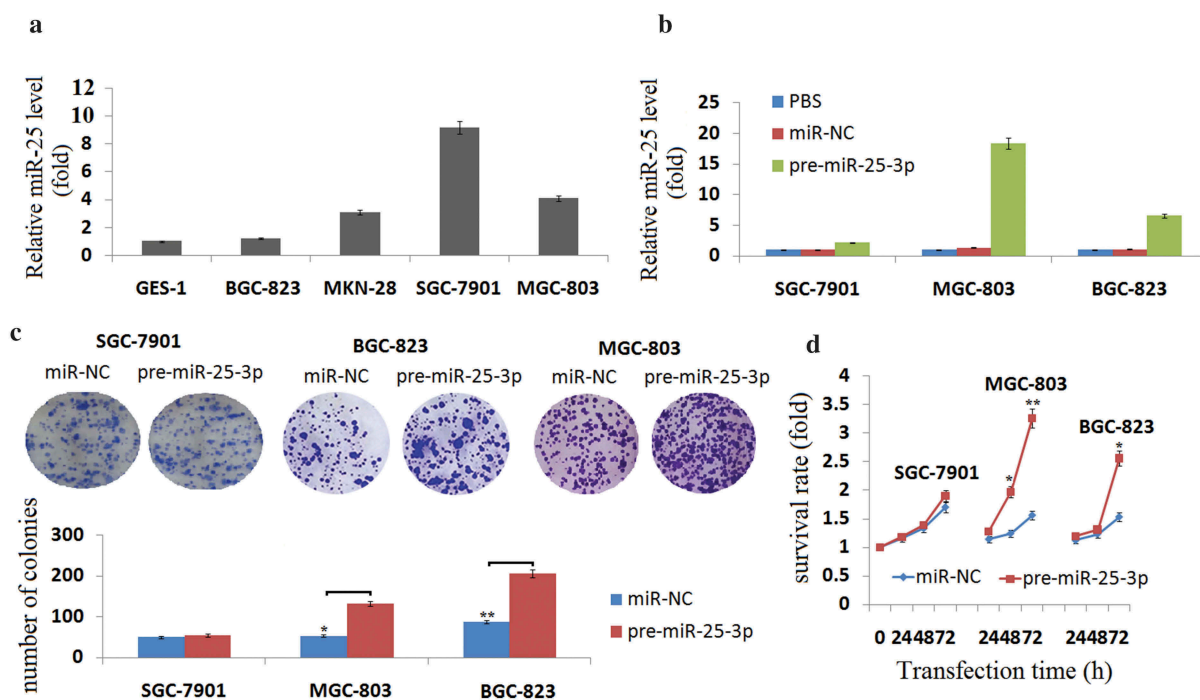 a
Relative miR-25 level
(fold)
12
10
8
6
4
2
0
GES-1 BGC-823 MKN-28 SGC-7901 MGC-803
b
Relative miR-25 level
(fold)
25
20
15
10
5
0
PBS
miR-NC
pre-miR-25-3p
SGC-7901 MGC-803 BGC-823
c
SGC-7901 BGC-823 MGC-803
miR-NC pre-miR-25-3p miR-NC pre-miR-25-3p miR-NC pre-miR-25-3p
number of colonies
300
200
100
0
* **
miR-NC
pre-miR-25-3p
SGC-7901 MGC-803 BGC-823
d
survival rate (fold)
4
3.5
3
2.5
2
1.5
1
0.5
0
SGC-7901
MGC-803
**
*
BGC-823
*
miR-NC pre-miR-25-3p
0 244872 244872 244872
Transfection time (h)